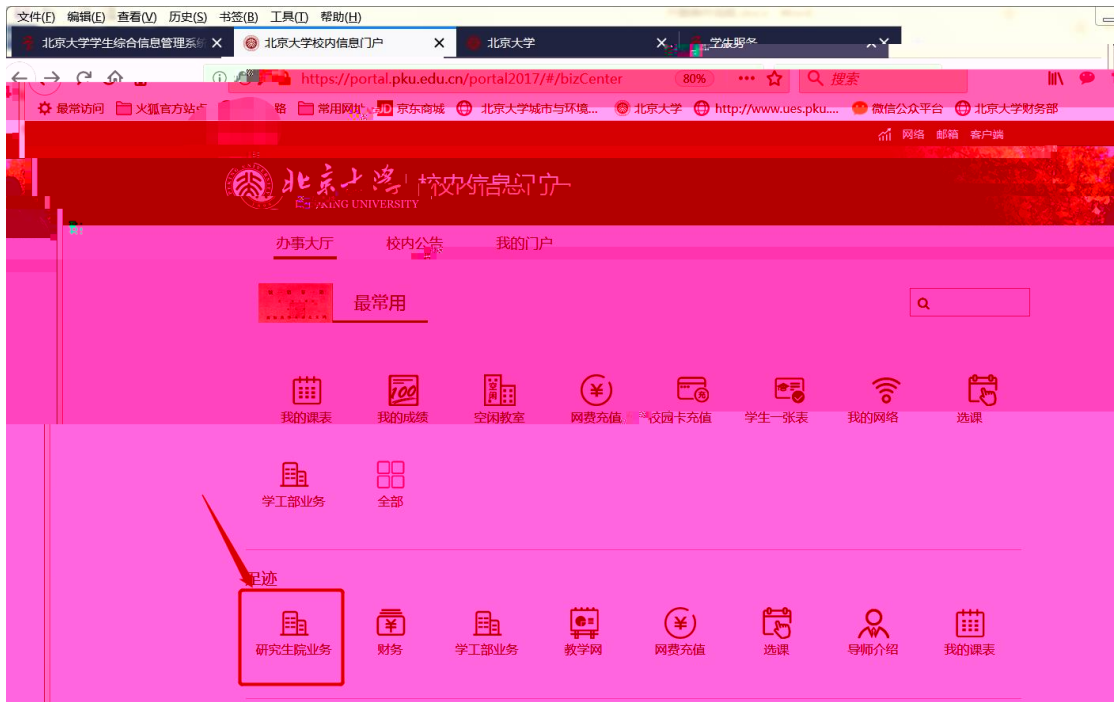 文件(F) 编辑(E) 查看(V) 历史(S) 书签(B) 工具(T) 帮助(H)
北京大学学生综合信息管理系统 北京大学校内信息门户 北京大学
https://portal.pku.edu.cn/portal2017/#/bizCenter 80% 搜索
最常访问 火狐官方站点 常用网址 JD 京东商城 北京大学城市与环境... 北京大学 http://www.ues.pku.... 微信公众平台 北京大学财务部
网络 邮箱 客户端
北京大学 校内信息门户
PEKING UNIVERSITY
办事大厅 校内公告 我的门户
最常用
我的课表 我的成绩 空闲教室 网费充值 校园卡充值 学生一张表 我的网络 选课
学工部业务 全部
足迹
研究生院业务 财务 学工部业务 教学网 网费充值 选课 导师介绍 我的课表